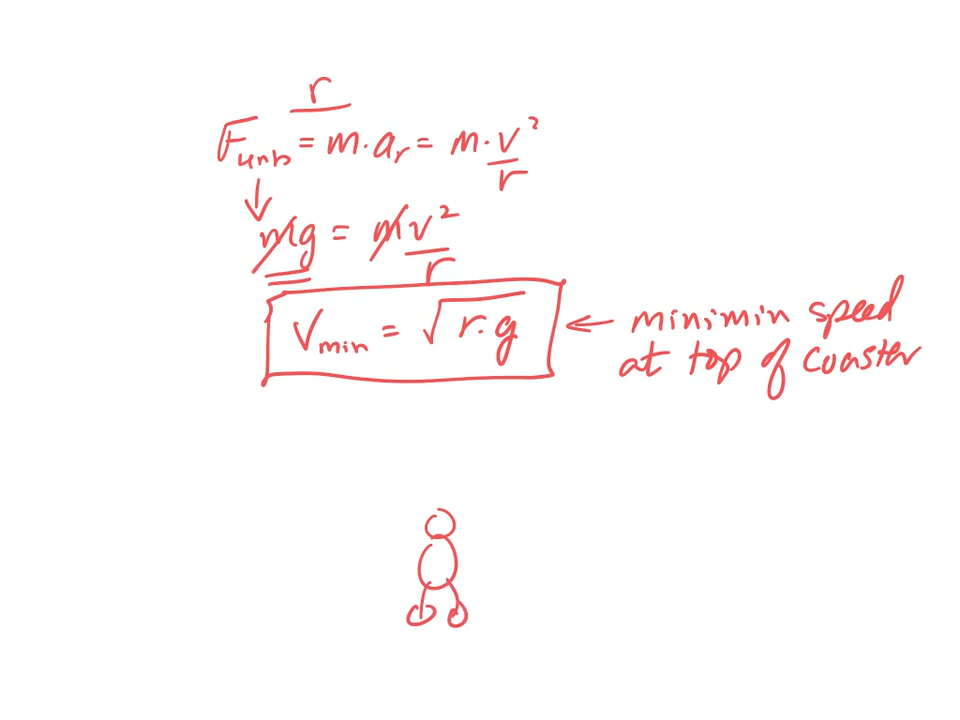 r
F_unb = m·a_r = m·v²/r
mg = mv²/r
V_min = √r·g ← minimin speed
at top of coaster